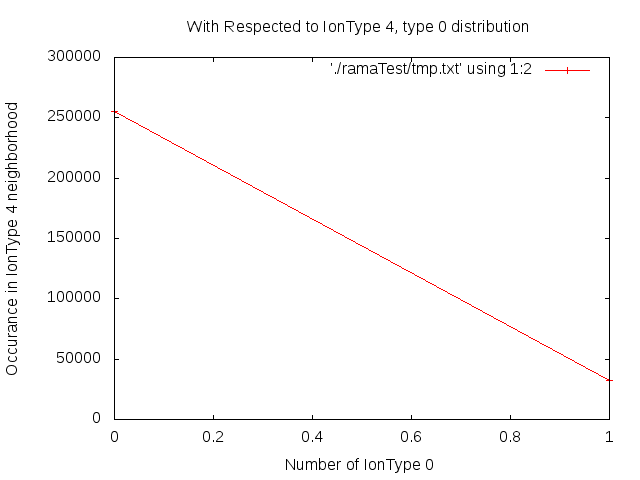 With Respected to IonType 4, type 0 distribution
'./ramaTest/tmp.txt' using 1:2
Occurance in IonType 4 neighborhood
300000
250000
200000
150000
100000
50000
0
0 0.2 0.4 0.6 0.8 1
Number of IonType 0